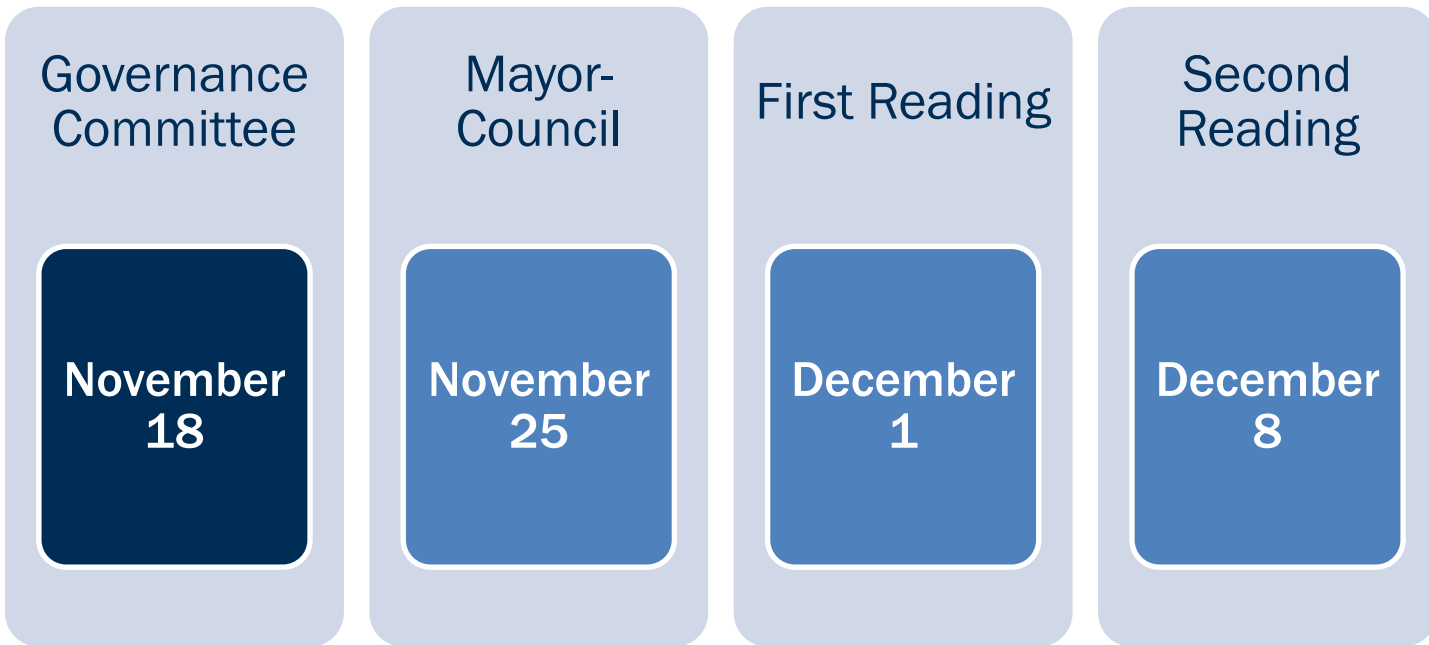 Governance
Committee
November
18
Mayor-
Council
November
25
First Reading
December
1
Second
Reading
December
8